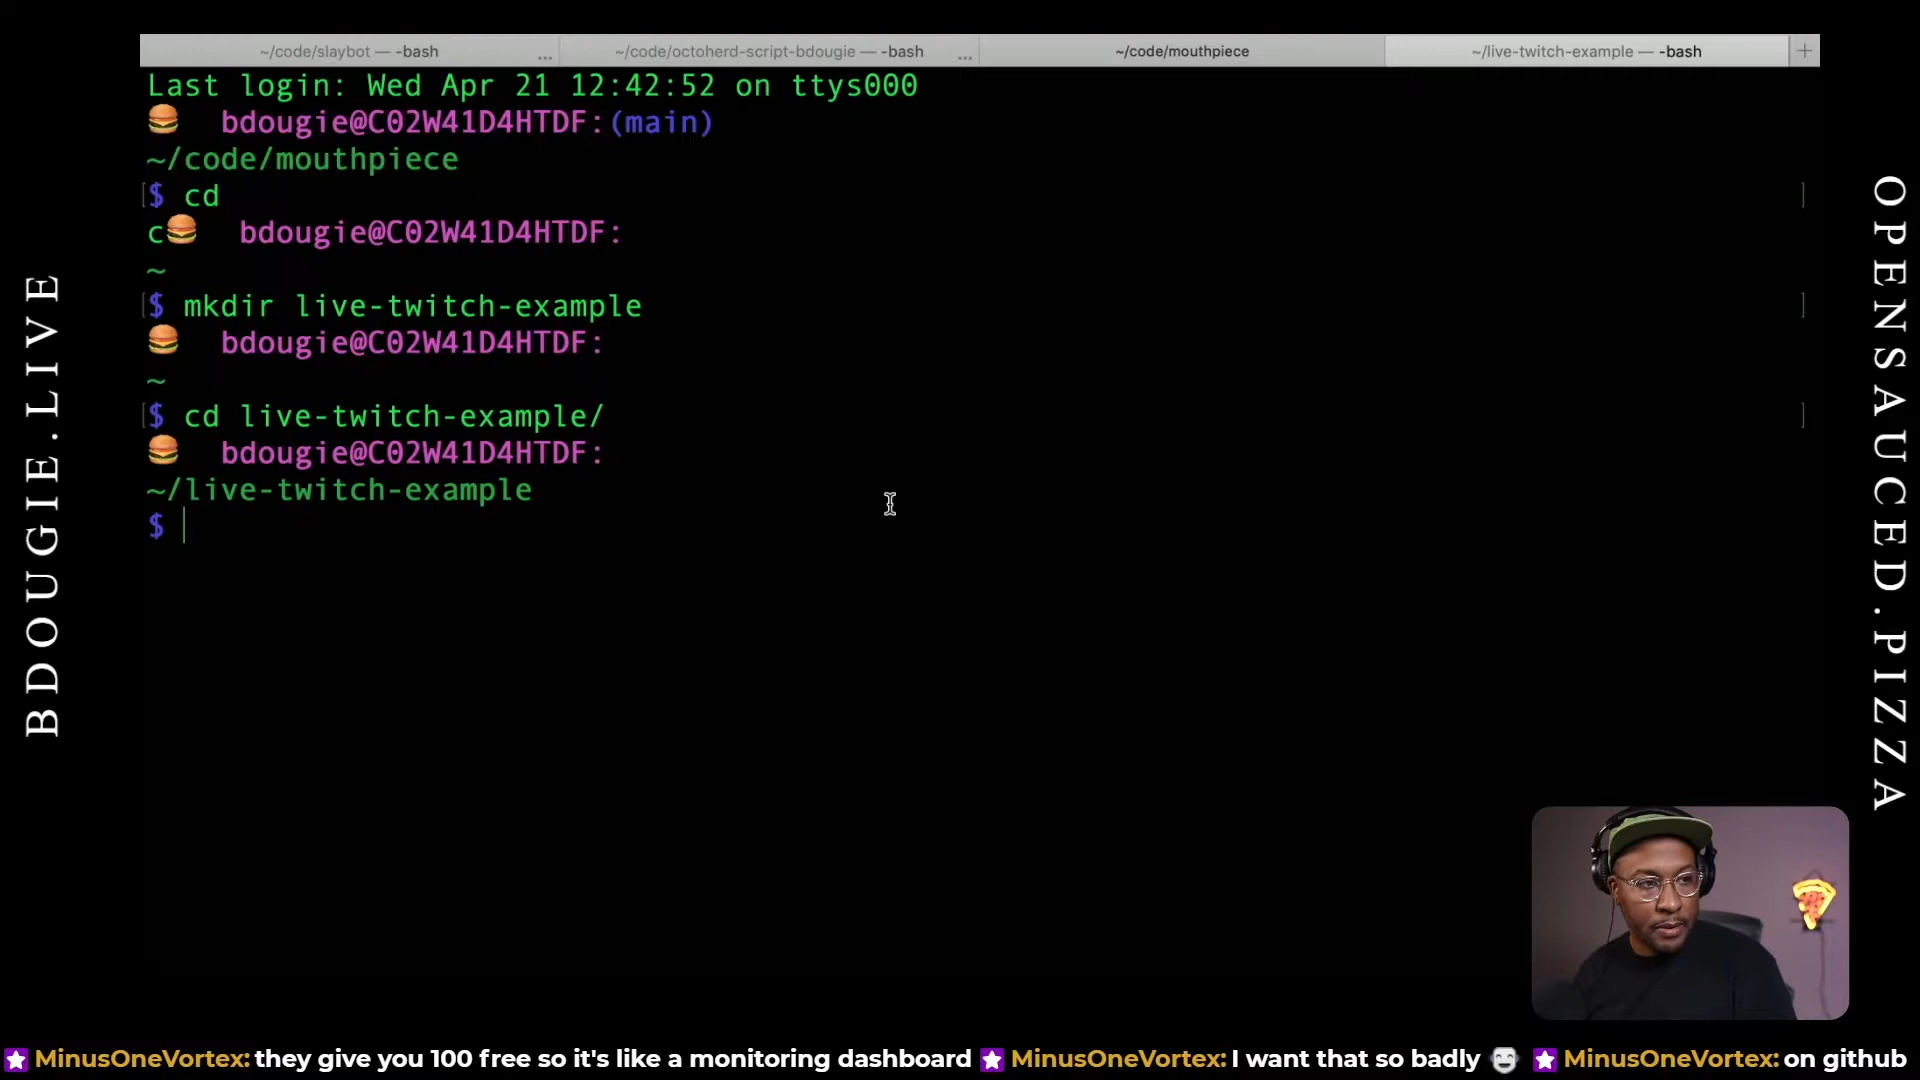 ~/code/slaybot — -bash ... ~/code/octoherd-script-bdougie — -bash ... ~/code/mouthpiece ~/live-twitch-example — -bash +
Last login: Wed Apr 21 12:42:52 on ttys000
🍔 bdougie@C02W41D4HTDF:(main)
~/code/mouthpiece
[$ cd ]
c🍔 bdougie@C02W41D4HTDF:
~
[$ mkdir live-twitch-example ]
🍔 bdougie@C02W41D4HTDF:
~
[$ cd live-twitch-example/ ]
🍔 bdougie@C02W41D4HTDF:
~/live-twitch-example
$
BDOUGIE.LIVE
OPENSAUCED.PIZZA
MinusOneVortex: they give you 100 free so it's like a monitoring dashboard MinusOneVortex: I want that so badly MinusOneVortex: on github